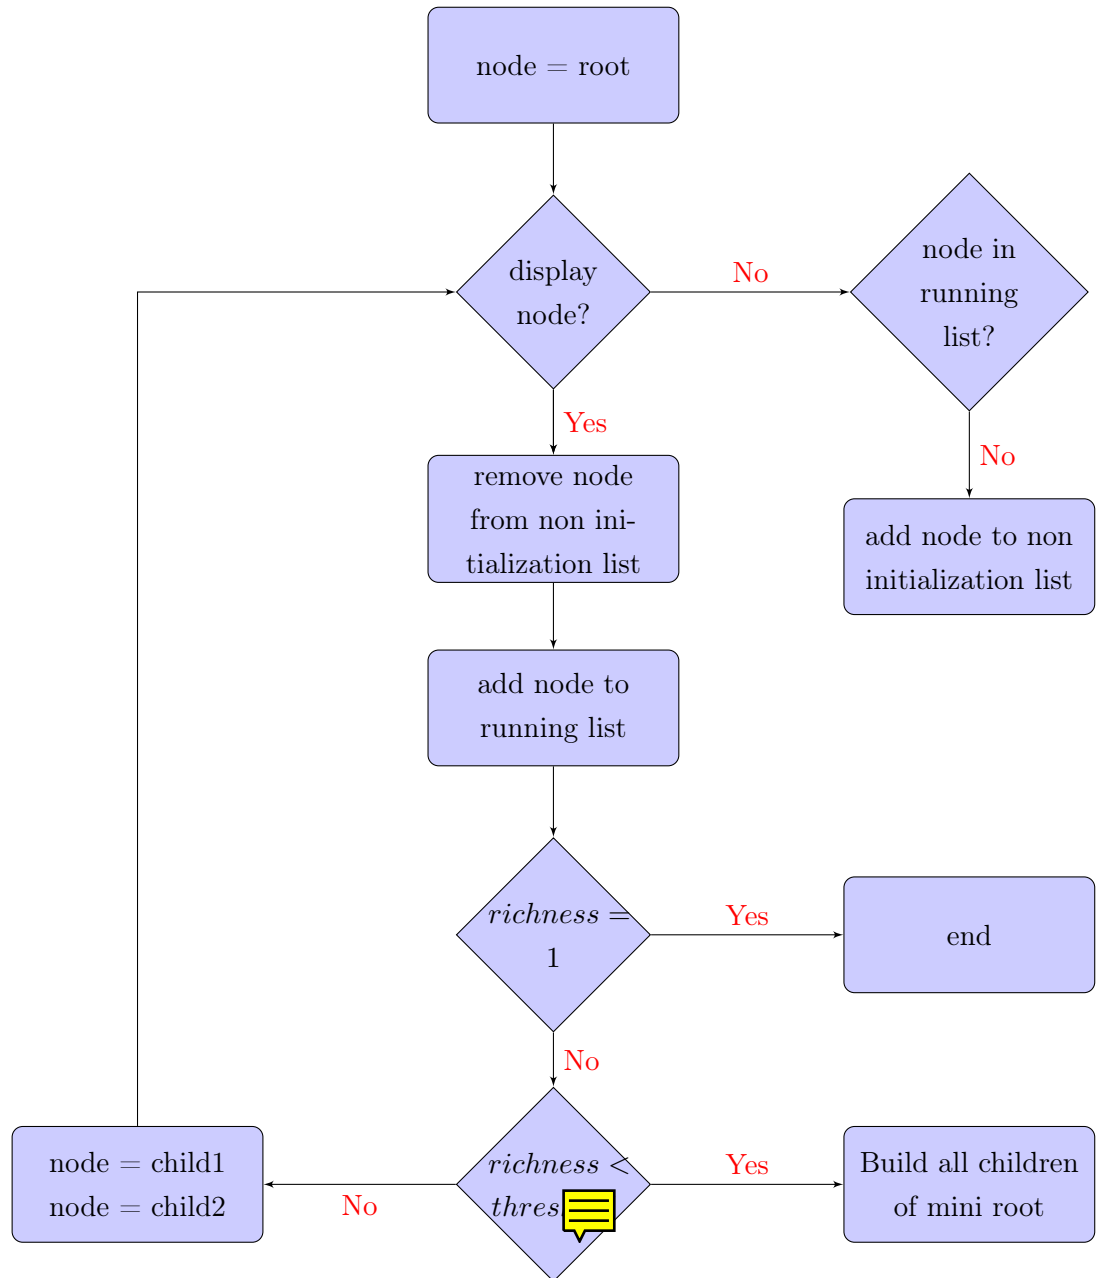 node = root
display
node?
No
node in
running
list?
Yes
No
remove node
from non ini-
tialization list
add node to non
initialization list
add node to
running list
richness =
1
Yes
end
No
richness <
node = child1
node = child2
No
Yes
Build all children
of mini root